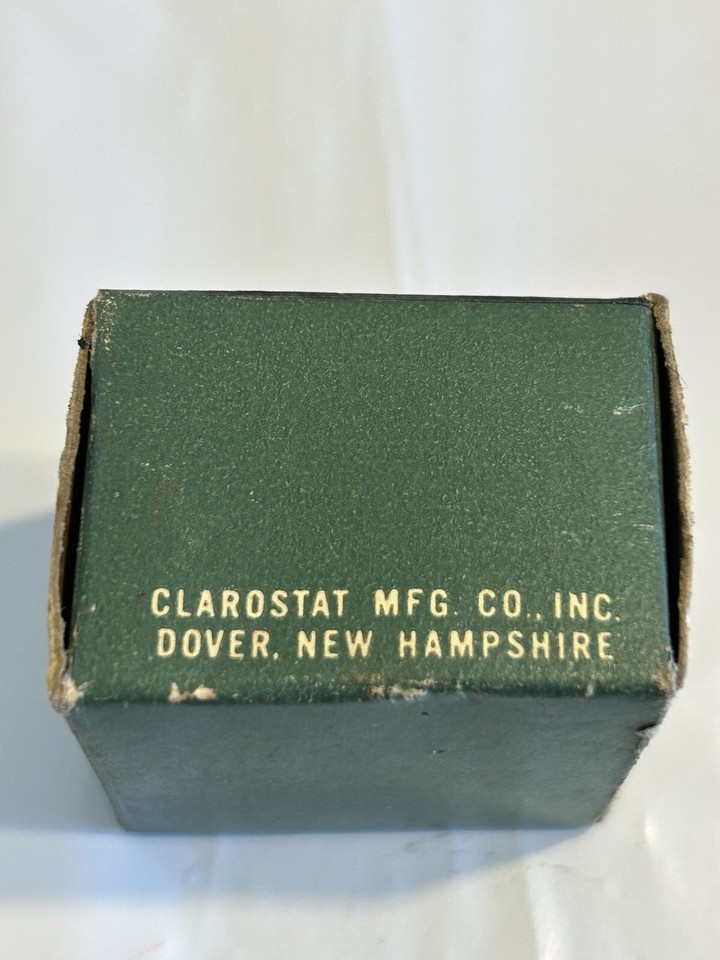 CLAROSTAT MFG. CO., INC.
DOVER, NEW HAMPSHIRE